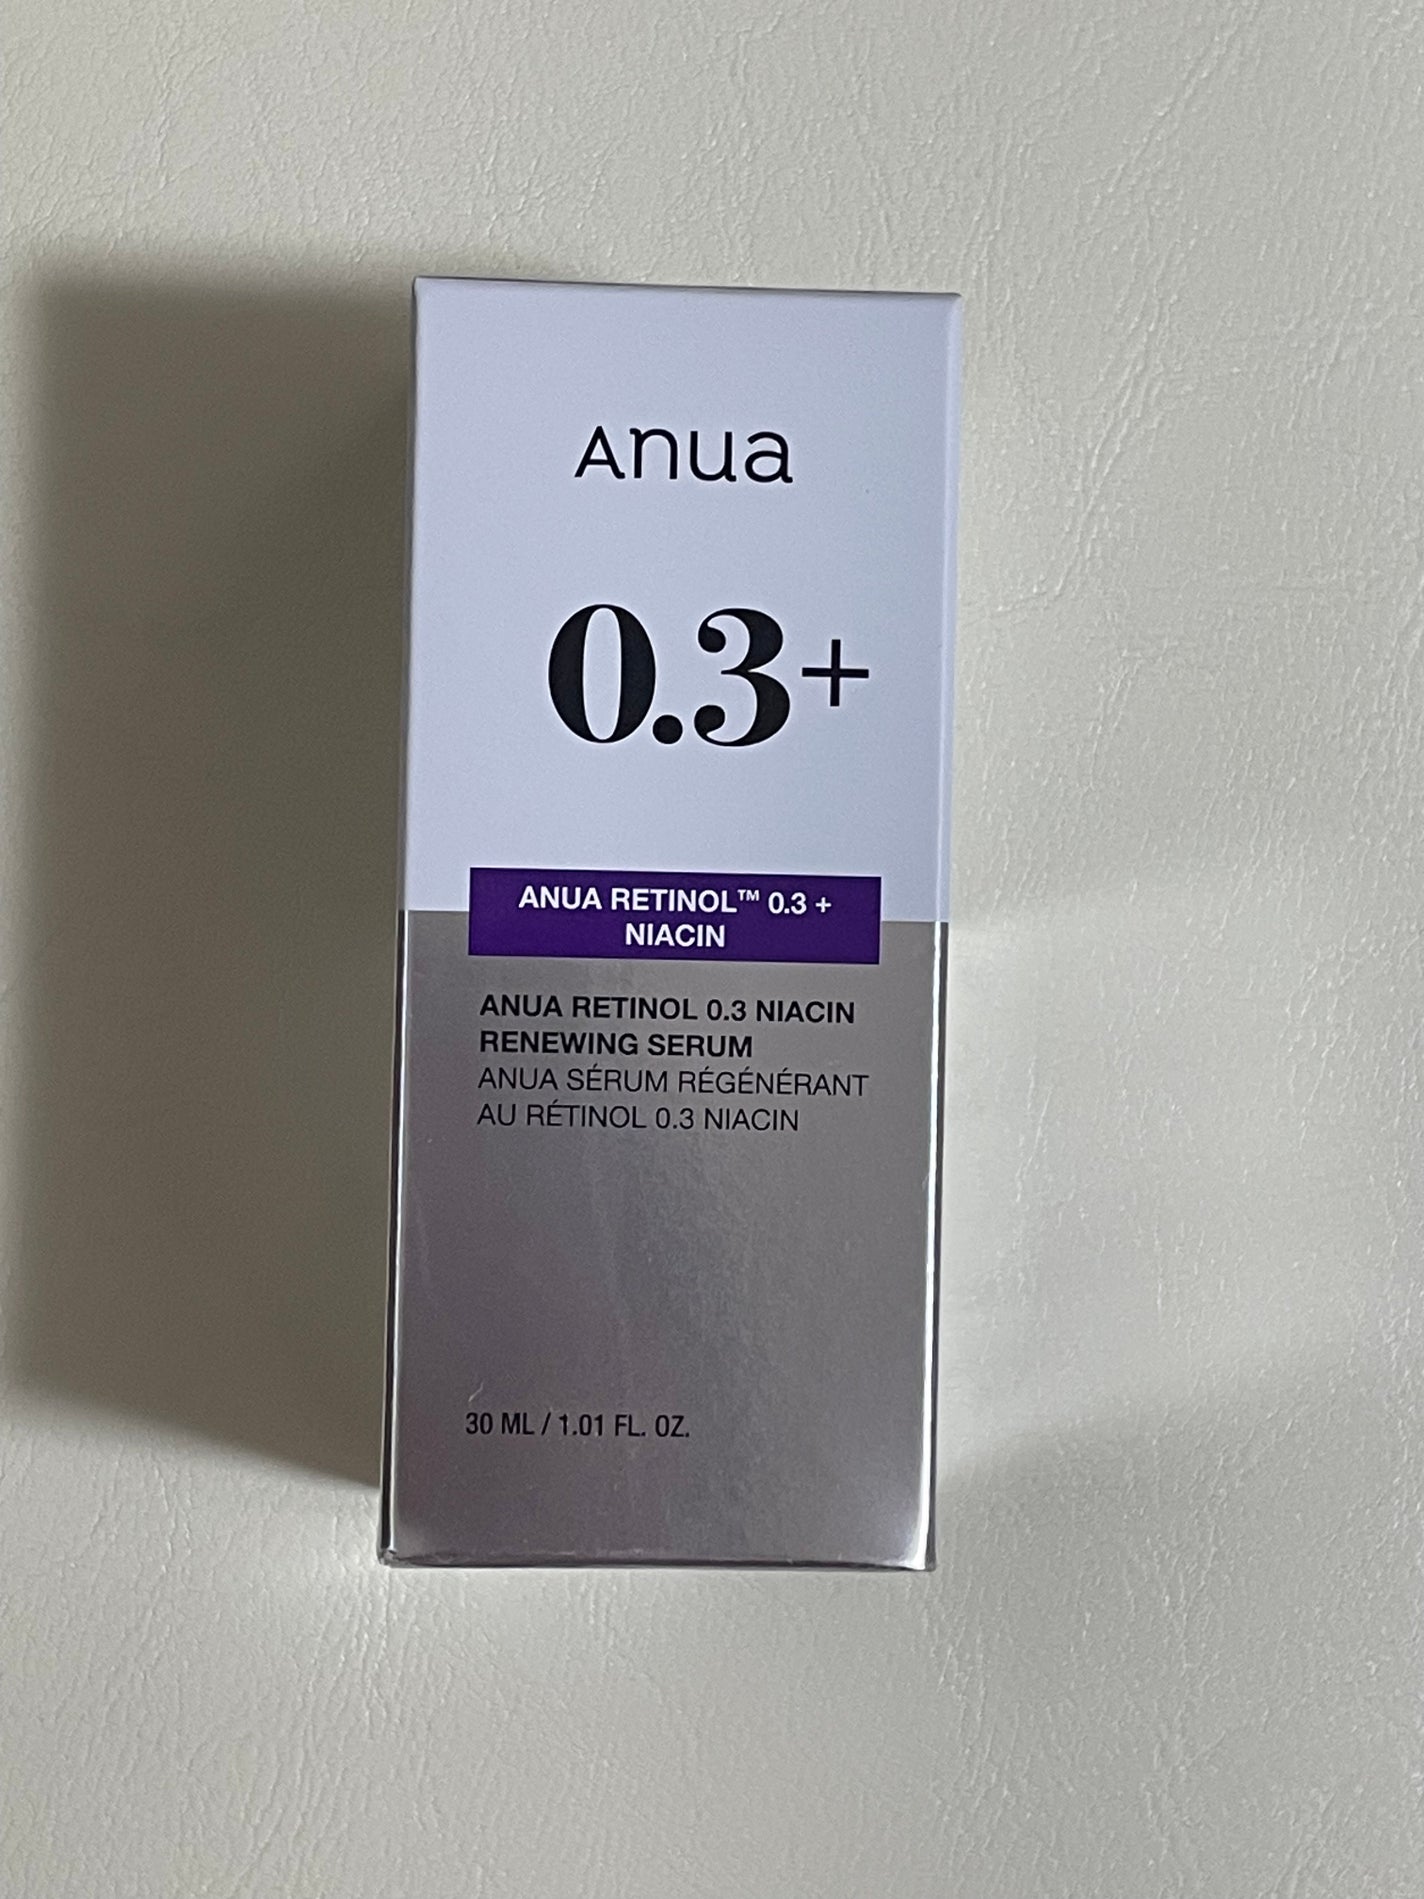 Anua
0.3+
ANUA RETINOL™ 0.3 +
NIACIN
ANUA RETINOL 0.3 NIACIN
RENEWING SERUM
ANUA SÉRUM RÉGÉNÉRANT
AU RÉTINOL 0.3 NIACIN
30 ML / 1.01 FL. OZ.